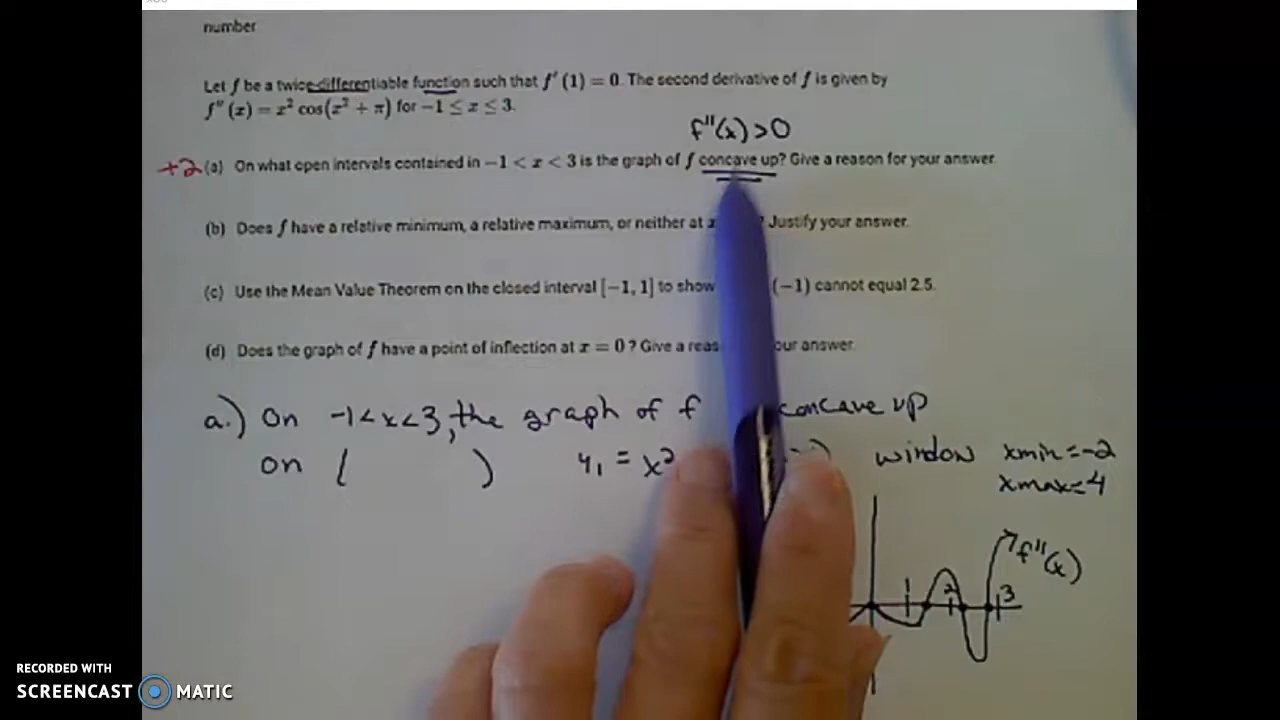 number
Let f be a twice-differentiable function such that f′ (1) = 0. The second derivative of f is given by
f″ (x) = x² cos(x² + π) for −1 ≤ x ≤ 3.
f"(x) > 0
+2 (a) On what open intervals contained in −1 < x < 3 is the graph of f concave up? Give a reason for your answer.
(b) Does f have a relative minimum, a relative maximum, or neither at ? Justify your answer.
(c) Use the Mean Value Theorem on the closed interval [−1, 1] to show (−1) cannot equal 2.5.
(d) Does the graph of f have a point of inflection at x = 0 ? Give a your answer.
a.) On -1<x<3, the graph of f concave up
on ( ) y₁ = x² window xmin=-2
xmax=4
f"(x)
1 2 3
RECORDED WITH
SCREENCAST MATIC